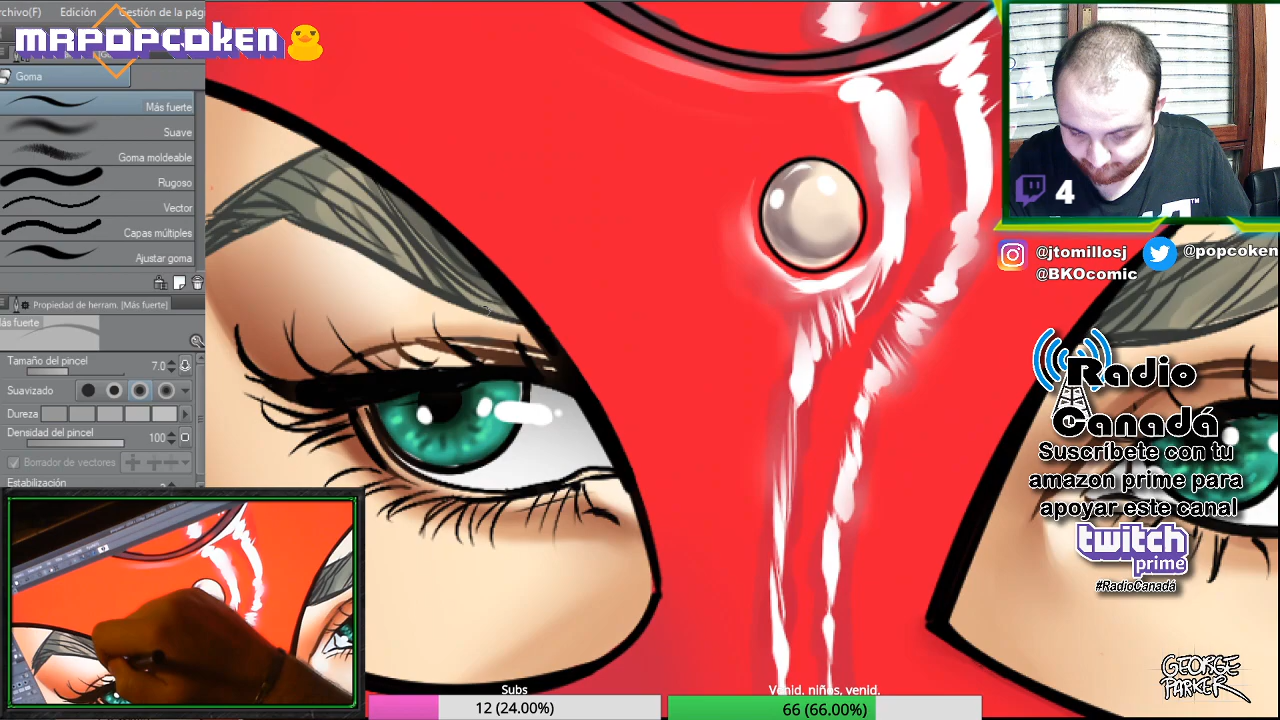 rchivo(F) Edición Gestión de la pági
MRPOPCOKEN
Goma
Más fuerte
Suave
Goma moldeable
Rugoso
Vector
Capas múltiples
Ajustar goma
Propiedad de herram. [Más fuerte]
Más fuerte
Tamaño del pincel 7.0
Suavizado
Dureza
Densidad del pincel 100
Borrador de vectores
Estabilización
4
@jtomillosj @popcoken
@BKOcomic
Radio
Canadá
Suscríbete con tu
amazon prime para
apoyar este canal
twitch
prime
#RadioCanadá
GEORGE
PARKER
Subs
12 (24.00%)
Venid, niños, venid.
66 (66.00%)